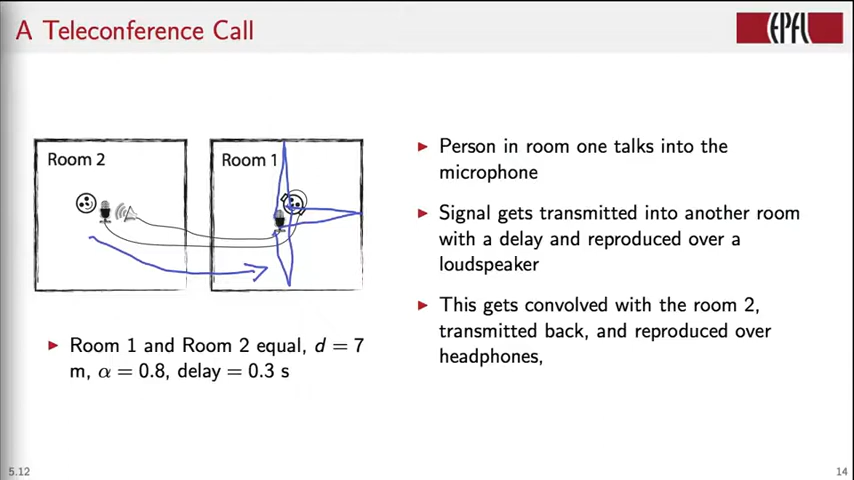 A Teleconference Call
EPFL
Room 2
Room 1
▶ Room 1 and Room 2 equal, d = 7
m, α = 0.8, delay = 0.3 s
▶ Person in room one talks into the
microphone
▶ Signal gets transmitted into another room
with a delay and reproduced over a
loudspeaker
▶ This gets convolved with the room 2,
transmitted back, and reproduced over
headphones,
5.12
14